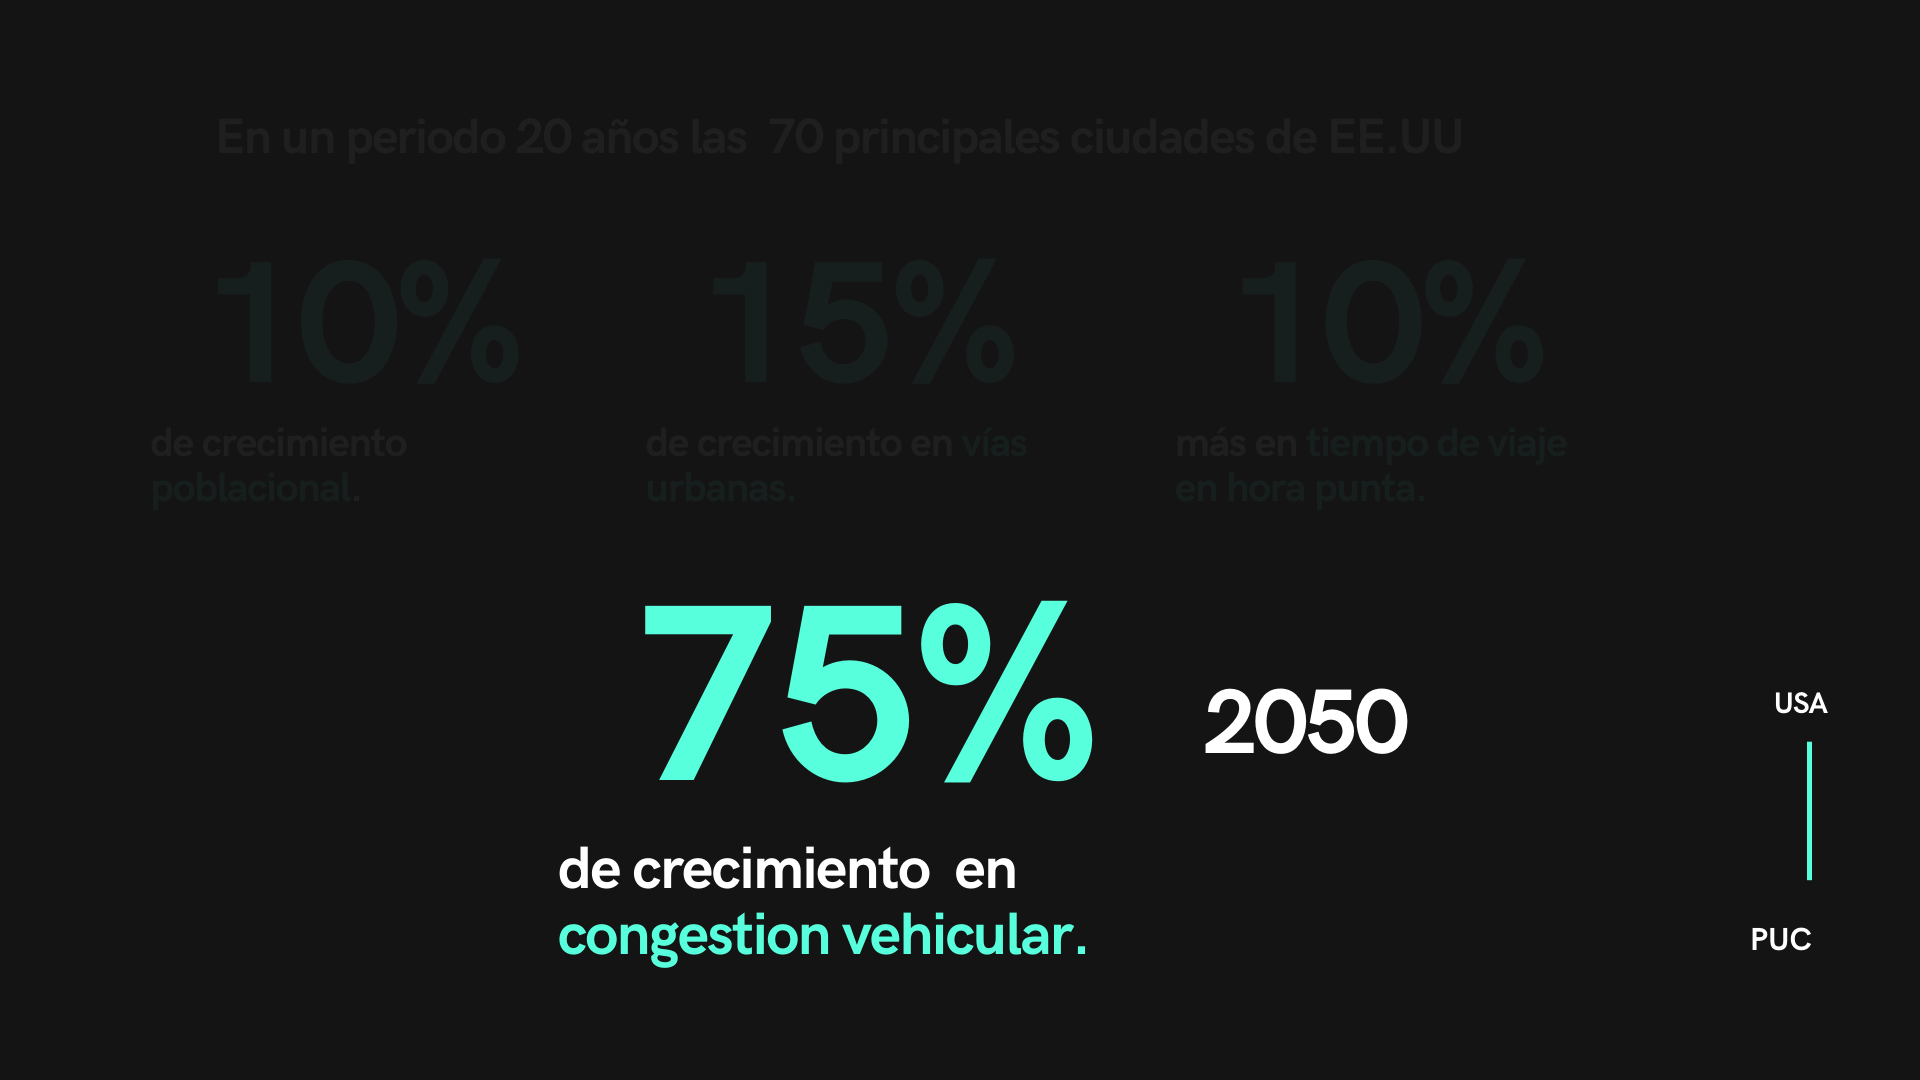 En un periodo 20 años las  70 principales ciudades de EE.UU
10%
de crecimiento
poblacional.
15%
de crecimiento en vías
urbanas.
10%
más en tiempo de viaje
en hora punta.
75%
de crecimiento  en
congestion vehicular.
2050
USA
PUC